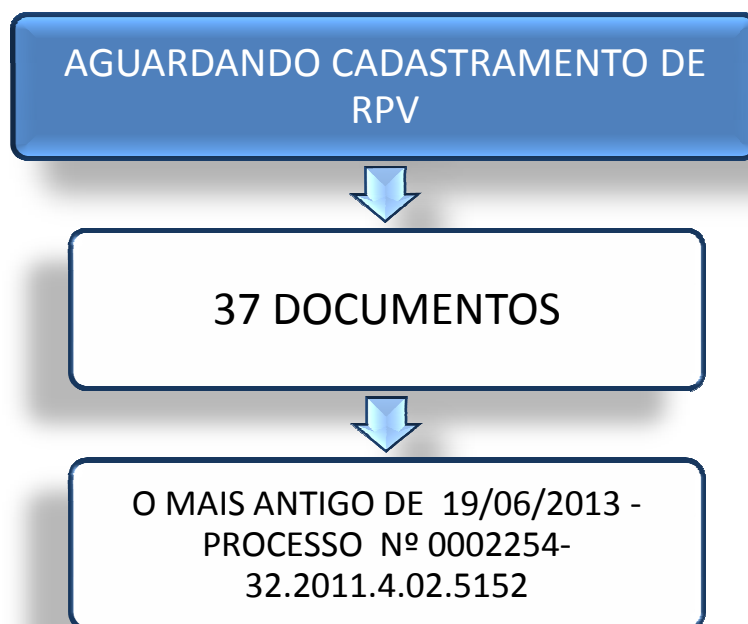 AGUARDANDO CADASTRAMENTO DE
RPV
37 DOCUMENTOS
O MAIS ANTIGO DE 19/06/2013 -
PROCESSO Nº 0002254-
32.2011.4.02.5152